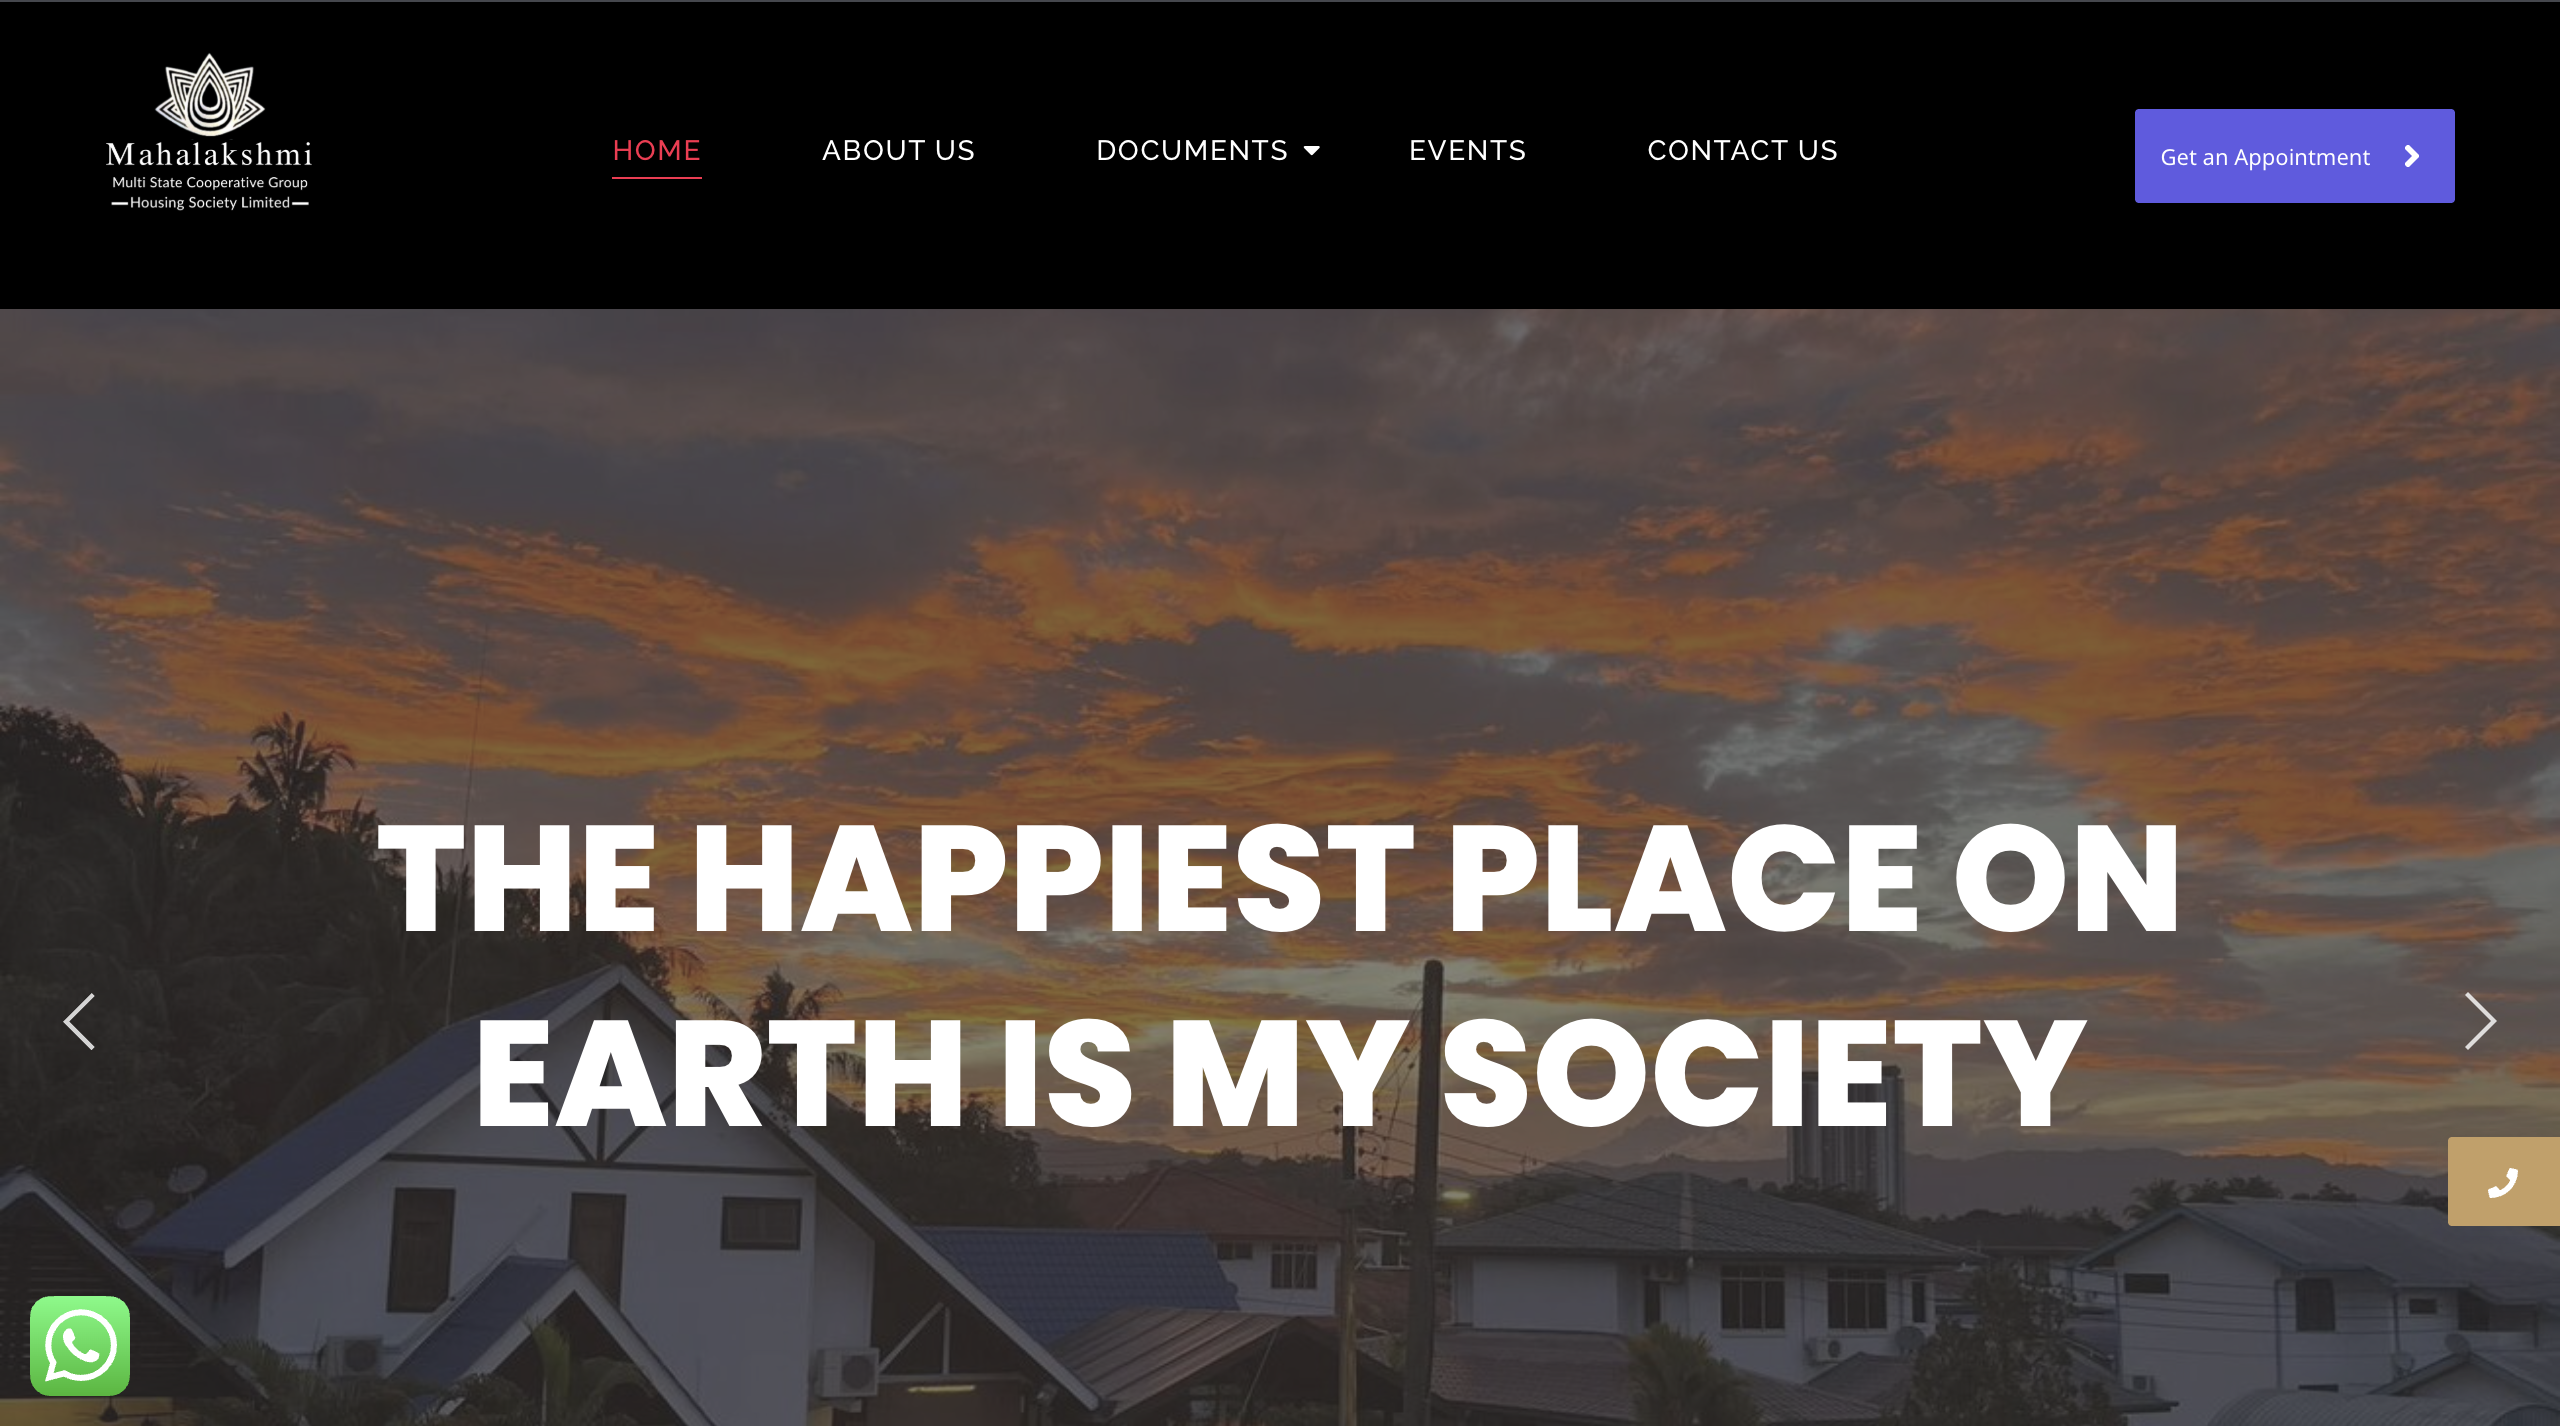 Mahalakshmi
Multi State Cooperative Group
Housing Society Limited
HOME
ABOUT US
DOCUMENTS
EVENTS
CONTACT US
Get an Appointment
THE HAPPIEST PLACE ON
EARTH IS MY SOCIETY